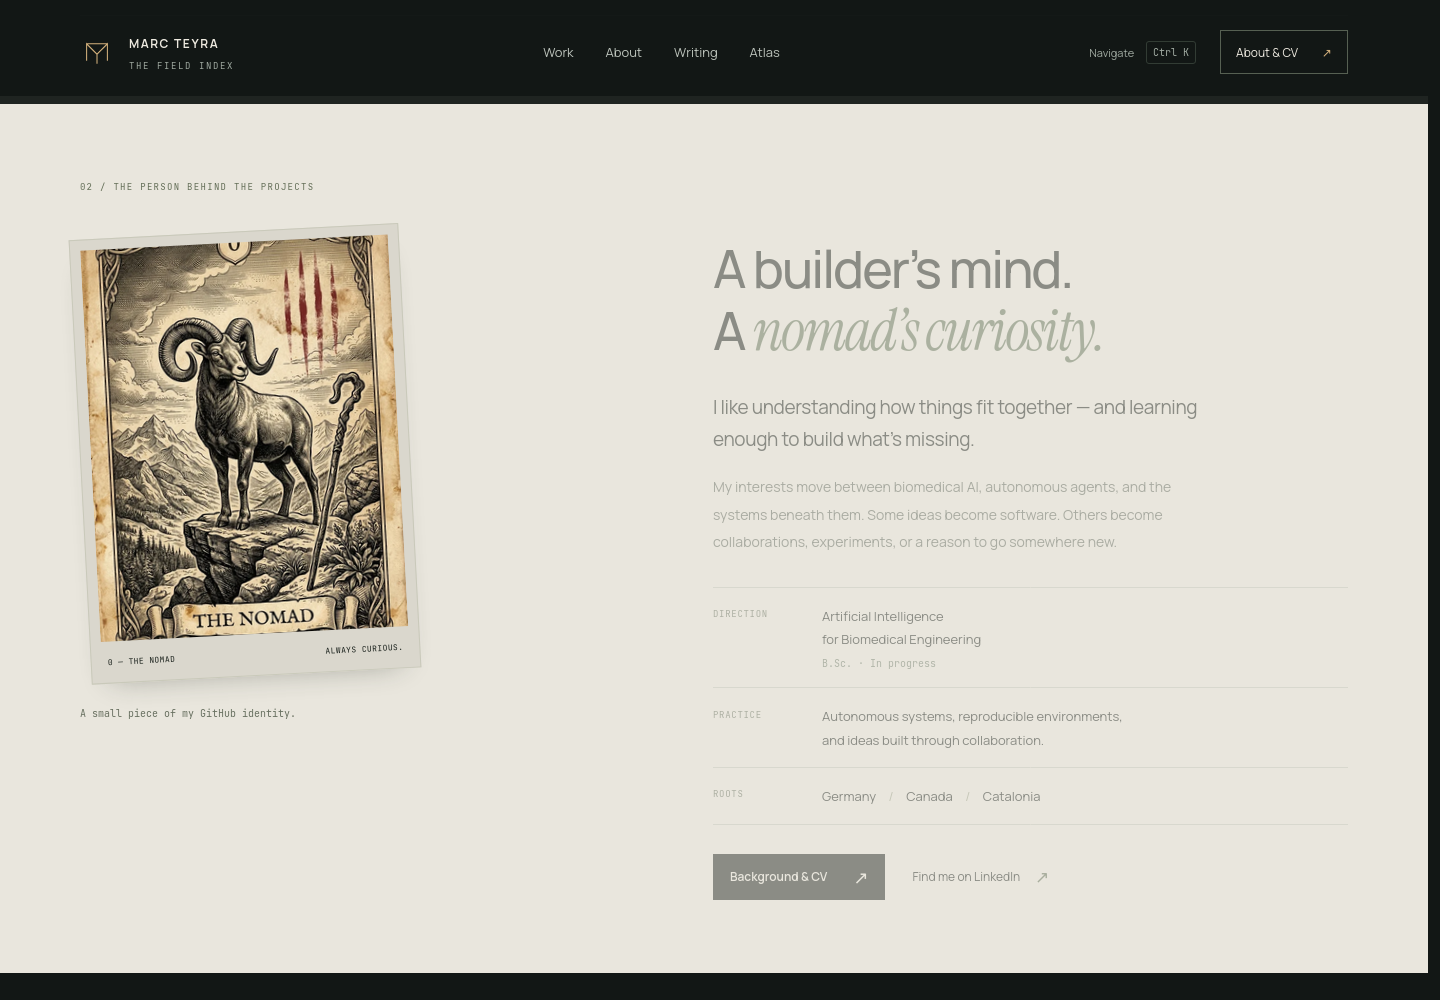 MARC TEYRA
THE FIELD INDEX
Work
About
Writing
Atlas
Navigate
Ctrl K
About & CV ↗
02 / THE PERSON BEHIND THE PROJECTS
0
THE NOMAD
0 — THE NOMAD
ALWAYS CURIOUS.
A small piece of my GitHub identity.
A builder’s mind.
A nomad’s curiosity.
I like understanding how things fit together — and learning
enough to build what’s missing.
My interests move between biomedical AI, autonomous agents, and the
systems beneath them. Some ideas become software. Others become
collaborations, experiments, or a reason to go somewhere new.
DIRECTION
Artificial Intelligence
for Biomedical Engineering
B.Sc. · In progress
PRACTICE
Autonomous systems, reproducible environments,
and ideas built through collaboration.
ROOTS
Germany / Canada / Catalonia
Background & CV ↗
Find me on LinkedIn ↗